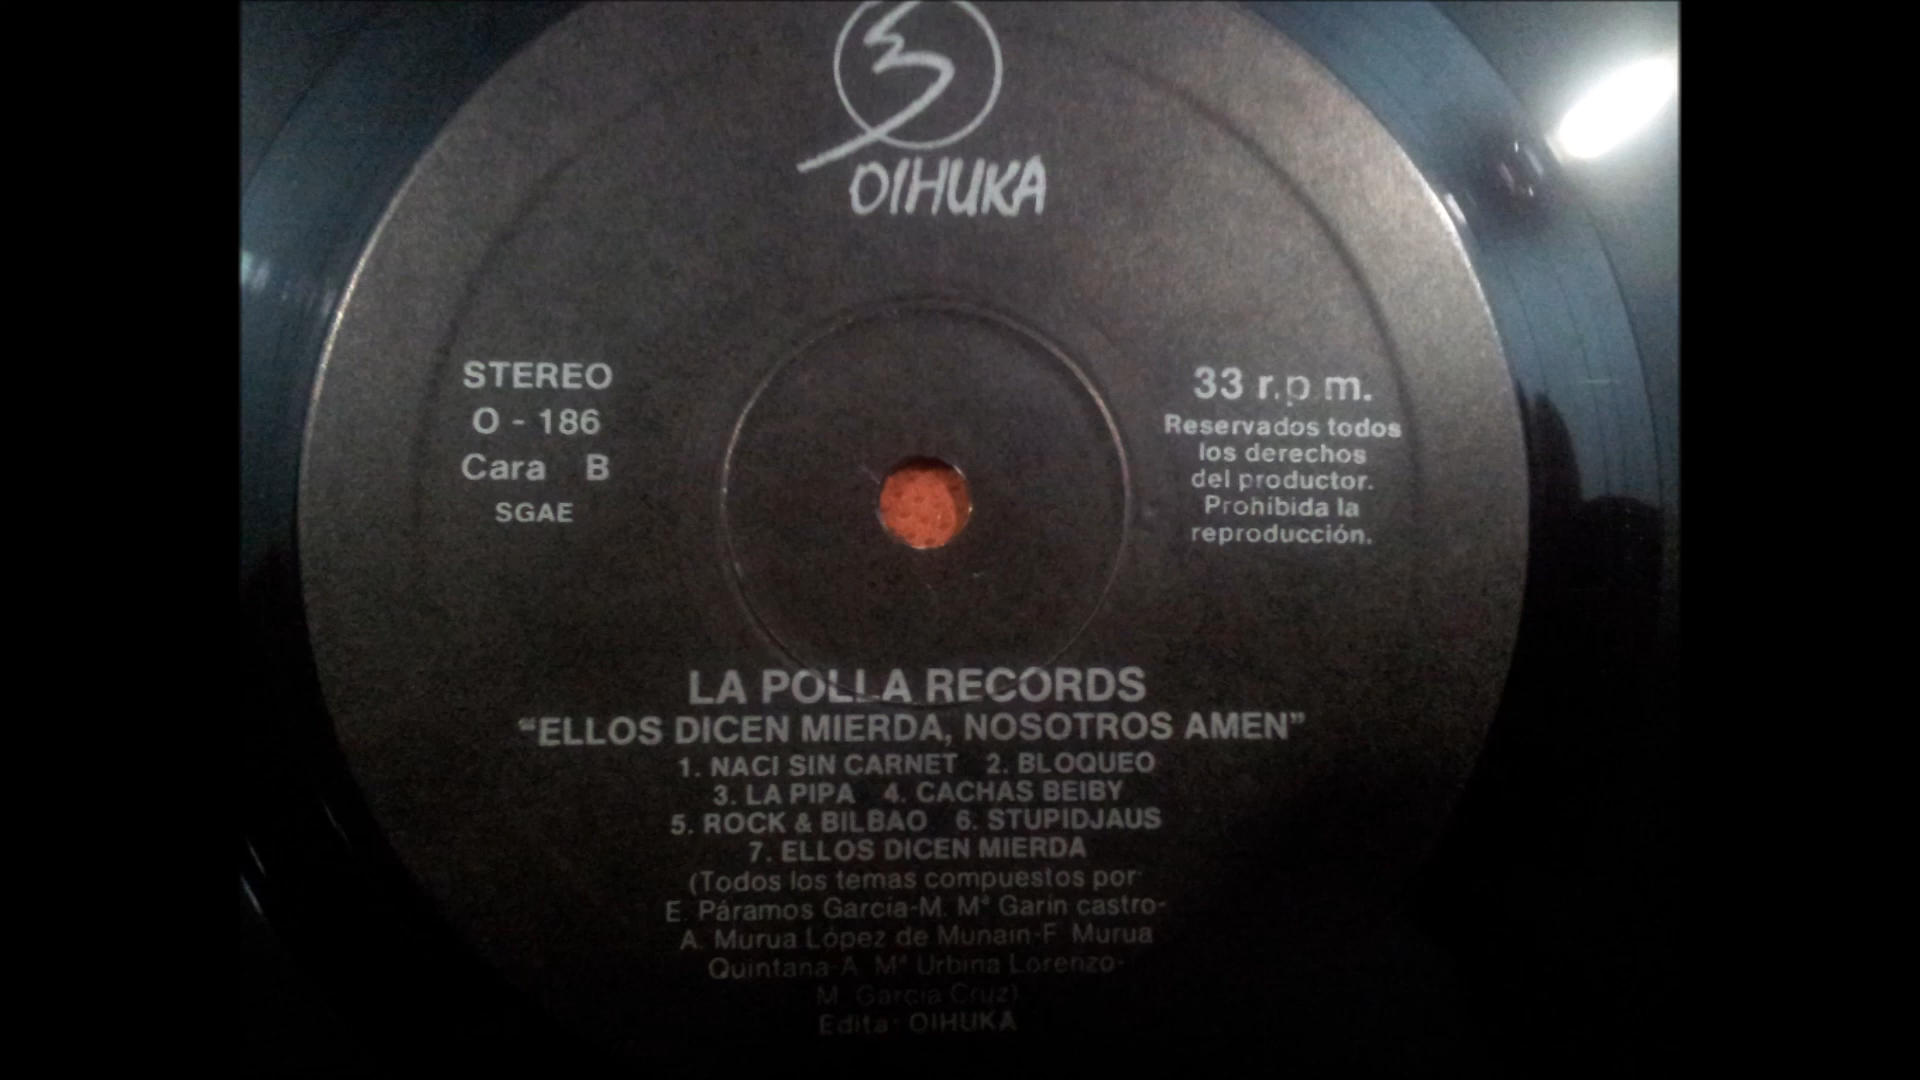 OIHUKA
STEREO
O - 186
Cara B
SGAE
33 r.p.m.
Reservados todos
los derechos
del productor.
Prohibida la
reproducción.
LA POLLA RECORDS
“ELLOS DICEN MIERDA, NOSOTROS AMEN”
1. NACI SIN CARNET 2. BLOQUEO
3. LA PIPA 4. CACHAS BEIBY
5. ROCK & BILBAO 6. STUPIDJAUS
7. ELLOS DICEN MIERDA
(Todos los temas compuestos por
E. Páramos García-M. Mª Garín castro-
A. Murua López de Munain-F. Murua
Quintana-A. Mª Urbina Lorenzo-
M. García Cruz)
Edita: OIHUKA